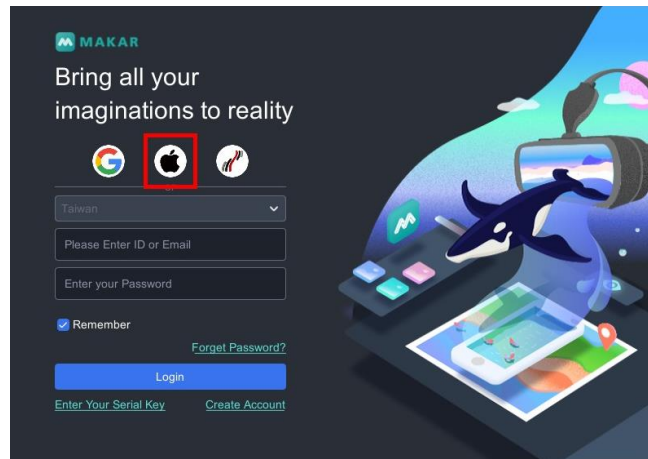 MAKAR
Bring all your
imaginations to reality
or
Taiwan
Please Enter ID or Email
Enter your Password
Remember
Forget Password?
Login
Enter Your Serial Key
Create Account